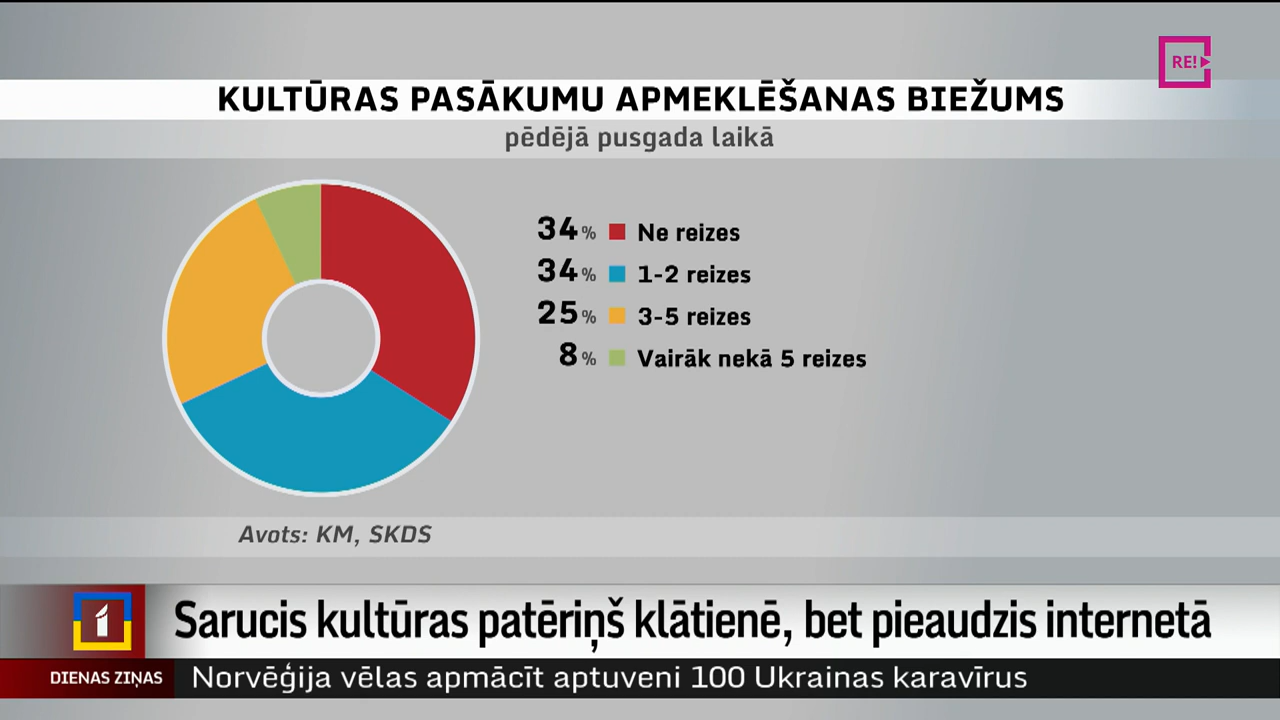 RE!
KULTŪRAS PASĀKUMU APMEKLĒŠANAS BIEŽUMS
pēdējā pusgada laikā
34% Ne reizes
34% 1-2 reizes
25% 3-5 reizes
8% Vairāk nekā 5 reizes
Avots: KM, SKDS
1 Sarucis kultūras patēriņš klātienē, bet pieaudzis internetā
DIENAS ZIŅAS Norvēģija vēlas apmācīt aptuveni 100 Ukrainas karavīrus